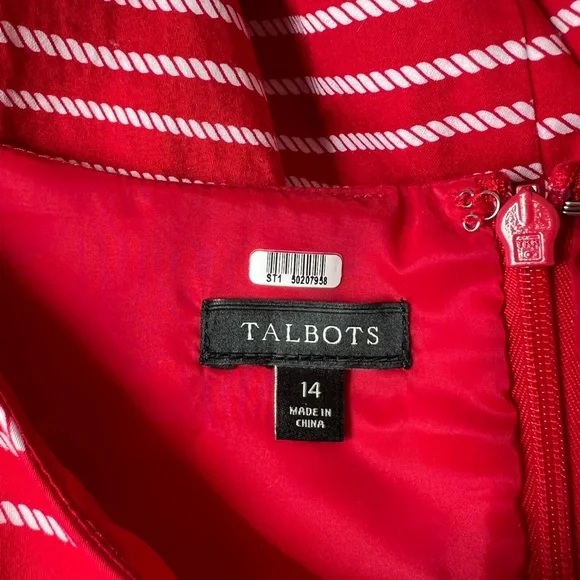 ST1 50207958
TALBOTS
14
MADE IN
CHINA